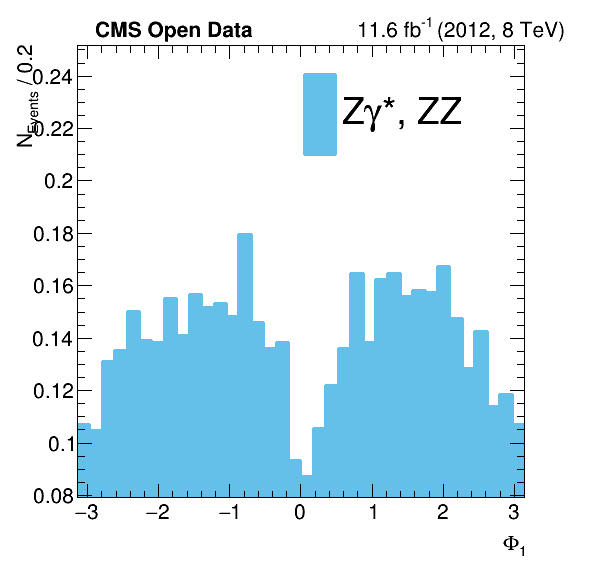 CMS Open Data 11.6 fb⁻¹ (2012, 8 TeV)
N_Events / 0.2
Zγ*, ZZ
0.24
0.22
0.2
0.18
0.16
0.14
0.12
0.1
0.08
−3 −2 −1 0 1 2 3
Φ₁